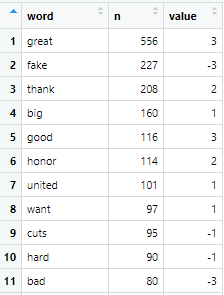 word n value
1 great 556 3
2 fake 227 -3
3 thank 208 2
4 big 160 1
5 good 116 3
6 honor 114 2
7 united 101 1
8 want 97 1
9 cuts 95 -1
10 hard 90 -1
11 bad 80 -3